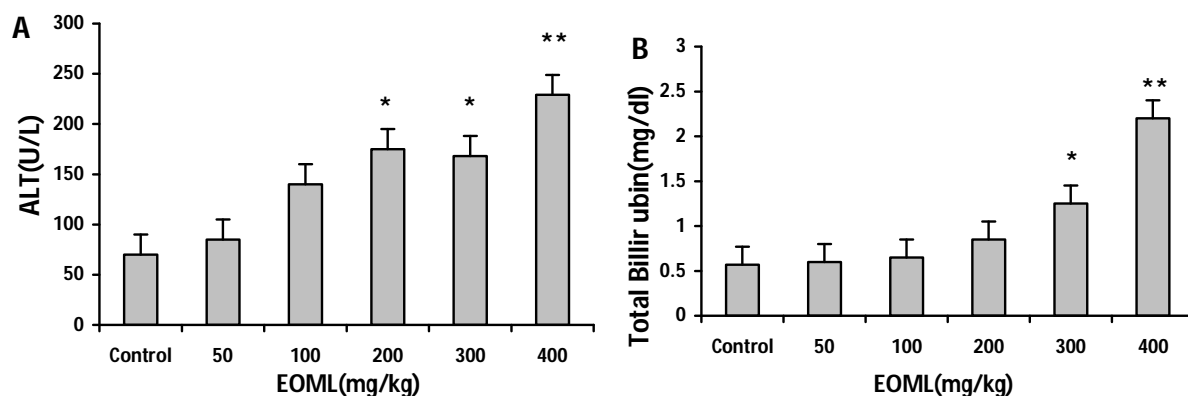 A
ALT(U/L)
300
250
200
150
100
50
0
*
*
**
Control 50 100 200 300 400
EOML(mg/kg)
B
Total Billir ubin(mg/dl)
3
2.5
2
1.5
1
0.5
0
*
**
Control 50 100 200 300 400
EOML(mg/kg)